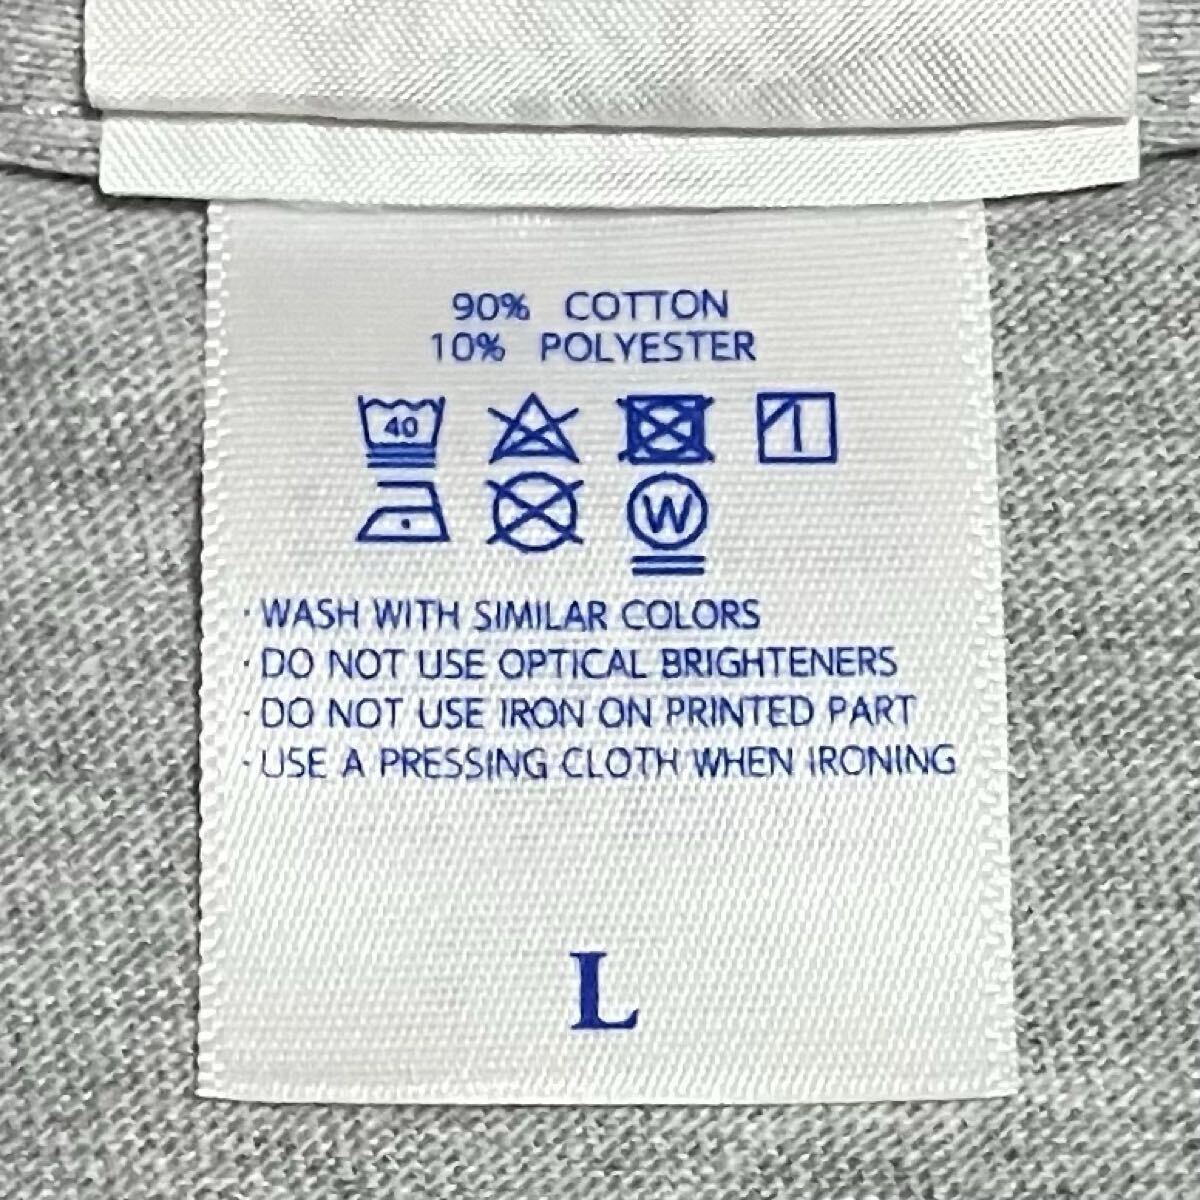 90% COTTON
10% POLYESTER
40
W
· WASH WITH SIMILAR COLORS
· DO NOT USE OPTICAL BRIGHTENERS
· DO NOT USE IRON ON PRINTED PART
· USE A PRESSING CLOTH WHEN IRONING
L